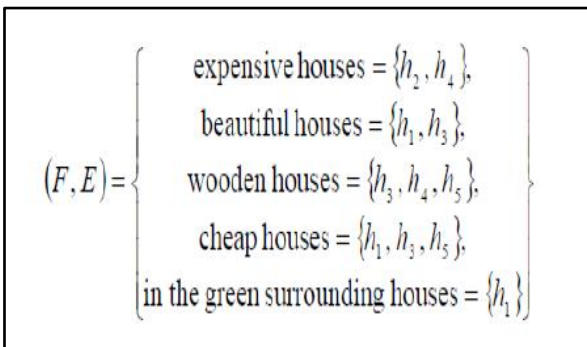 expensive houses = {h₂, h₄},
beautiful houses = {h₁, h₃},
(F, E) = { wooden houses = {h₃, h₄, h₅}, }
cheap houses = {h₁, h₃, h₅},
in the green surrounding houses = {h₁}